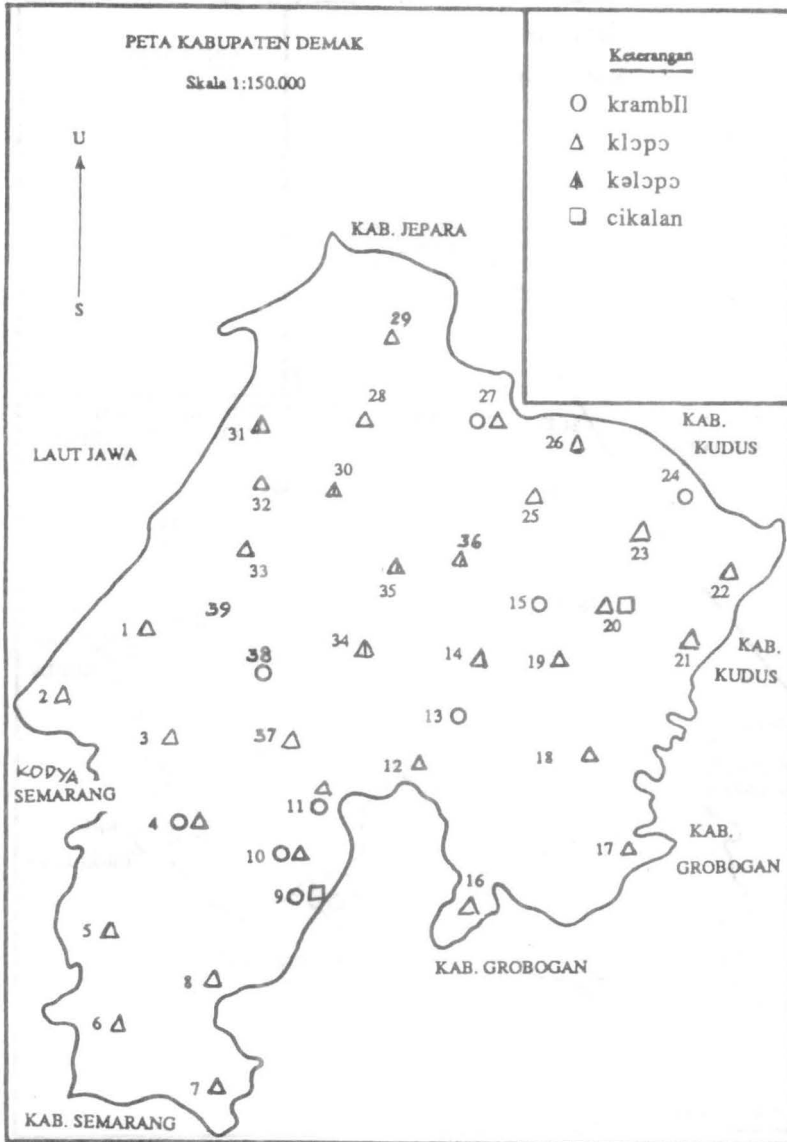 PETA KABUPATEN DEMAK
Skala 1:150.000
Keterangan
krambIl
klɔpɔ
kəlɔpɔ
cikalan
U
S
KAB. JEPARA
29
28
27
KAB.
KUDUS
26
31
LAUT JAWA
30
24
32
25
36
23
33
35
22
39
15
20
1
34
14
19
21
KAB.
KUDUS
38
2
13
3
37
12
18
KODYA
SEMARANG
11
4
10
17
KAB.
GROBOGAN
9
16
5
KAB. GROBOGAN
8
6
7
KAB. SEMARANG